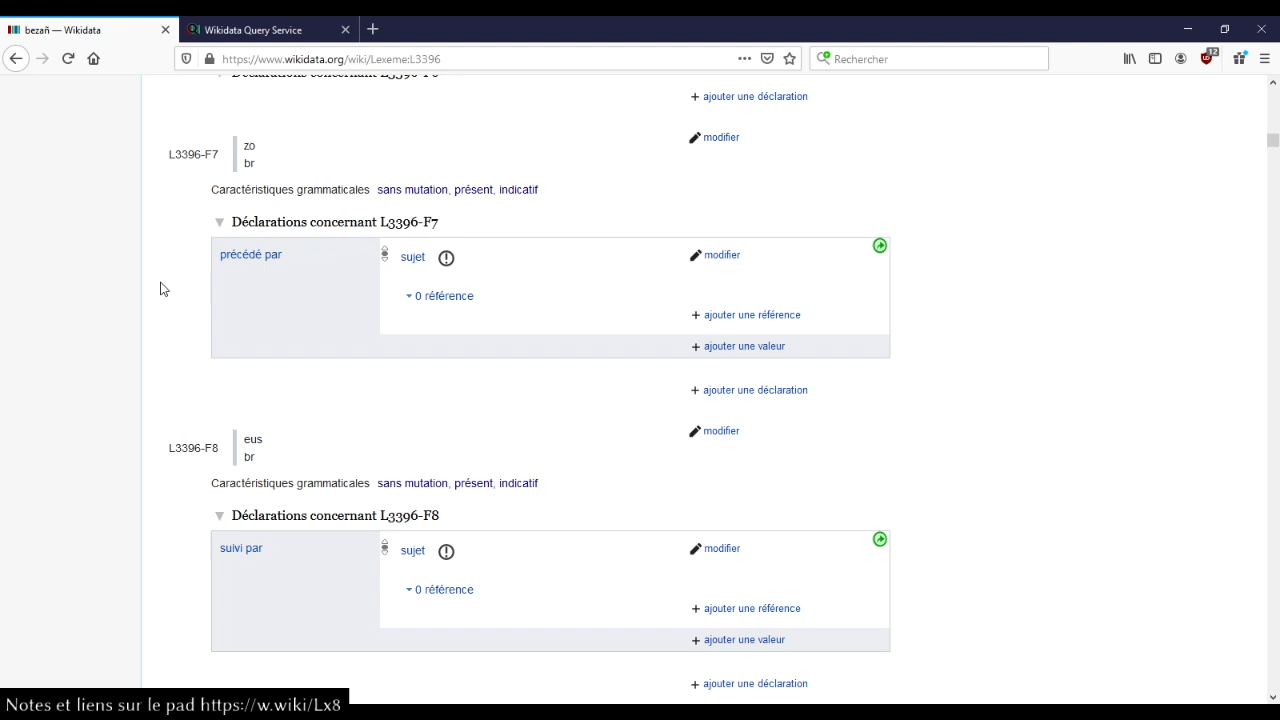 bezañ — Wikidata
Wikidata Query Service
https://www.wikidata.org/wiki/Lexeme:L3396
Rechercher
12
+ ajouter une déclaration
L3396-F7
zo
br
modifier
Caractéristiques grammaticales sans mutation, présent, indicatif
Déclarations concernant L3396-F7
précédé par
sujet
modifier
0 référence
+ ajouter une référence
+ ajouter une valeur
+ ajouter une déclaration
L3396-F8
eus
br
modifier
Caractéristiques grammaticales sans mutation, présent, indicatif
Déclarations concernant L3396-F8
suivi par
sujet
modifier
0 référence
+ ajouter une référence
+ ajouter une valeur
+ ajouter une déclaration
Notes et liens sur le pad https://w.wiki/Lx8